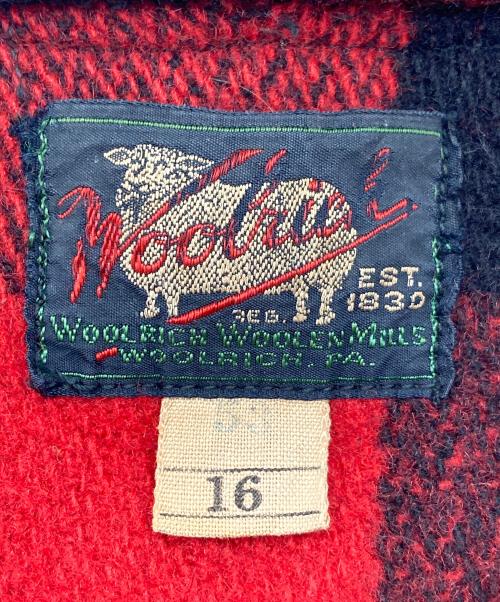 Woolrich
EST.
REG. 1830
WOOLRICH WOOLEN MILLS
WOOLRICH, PA.
16